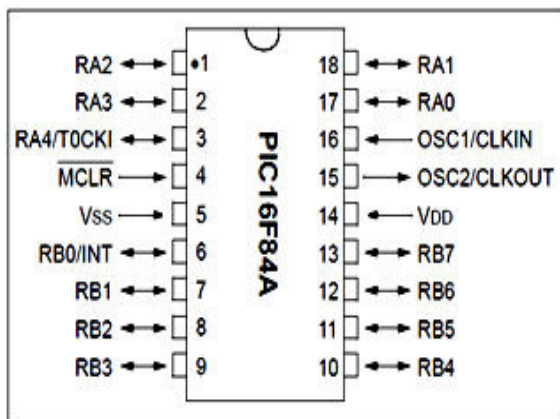 RA2 •1 18 RA1
RA3 2 17 RA0
RA4/T0CKI 3 16 OSC1/CLKIN
MCLR 4 15 OSC2/CLKOUT
VSS 5 14 VDD
RB0/INT 6 13 RB7
RB1 7 12 RB6
RB2 8 11 RB5
RB3 9 10 RB4
PIC16F84A